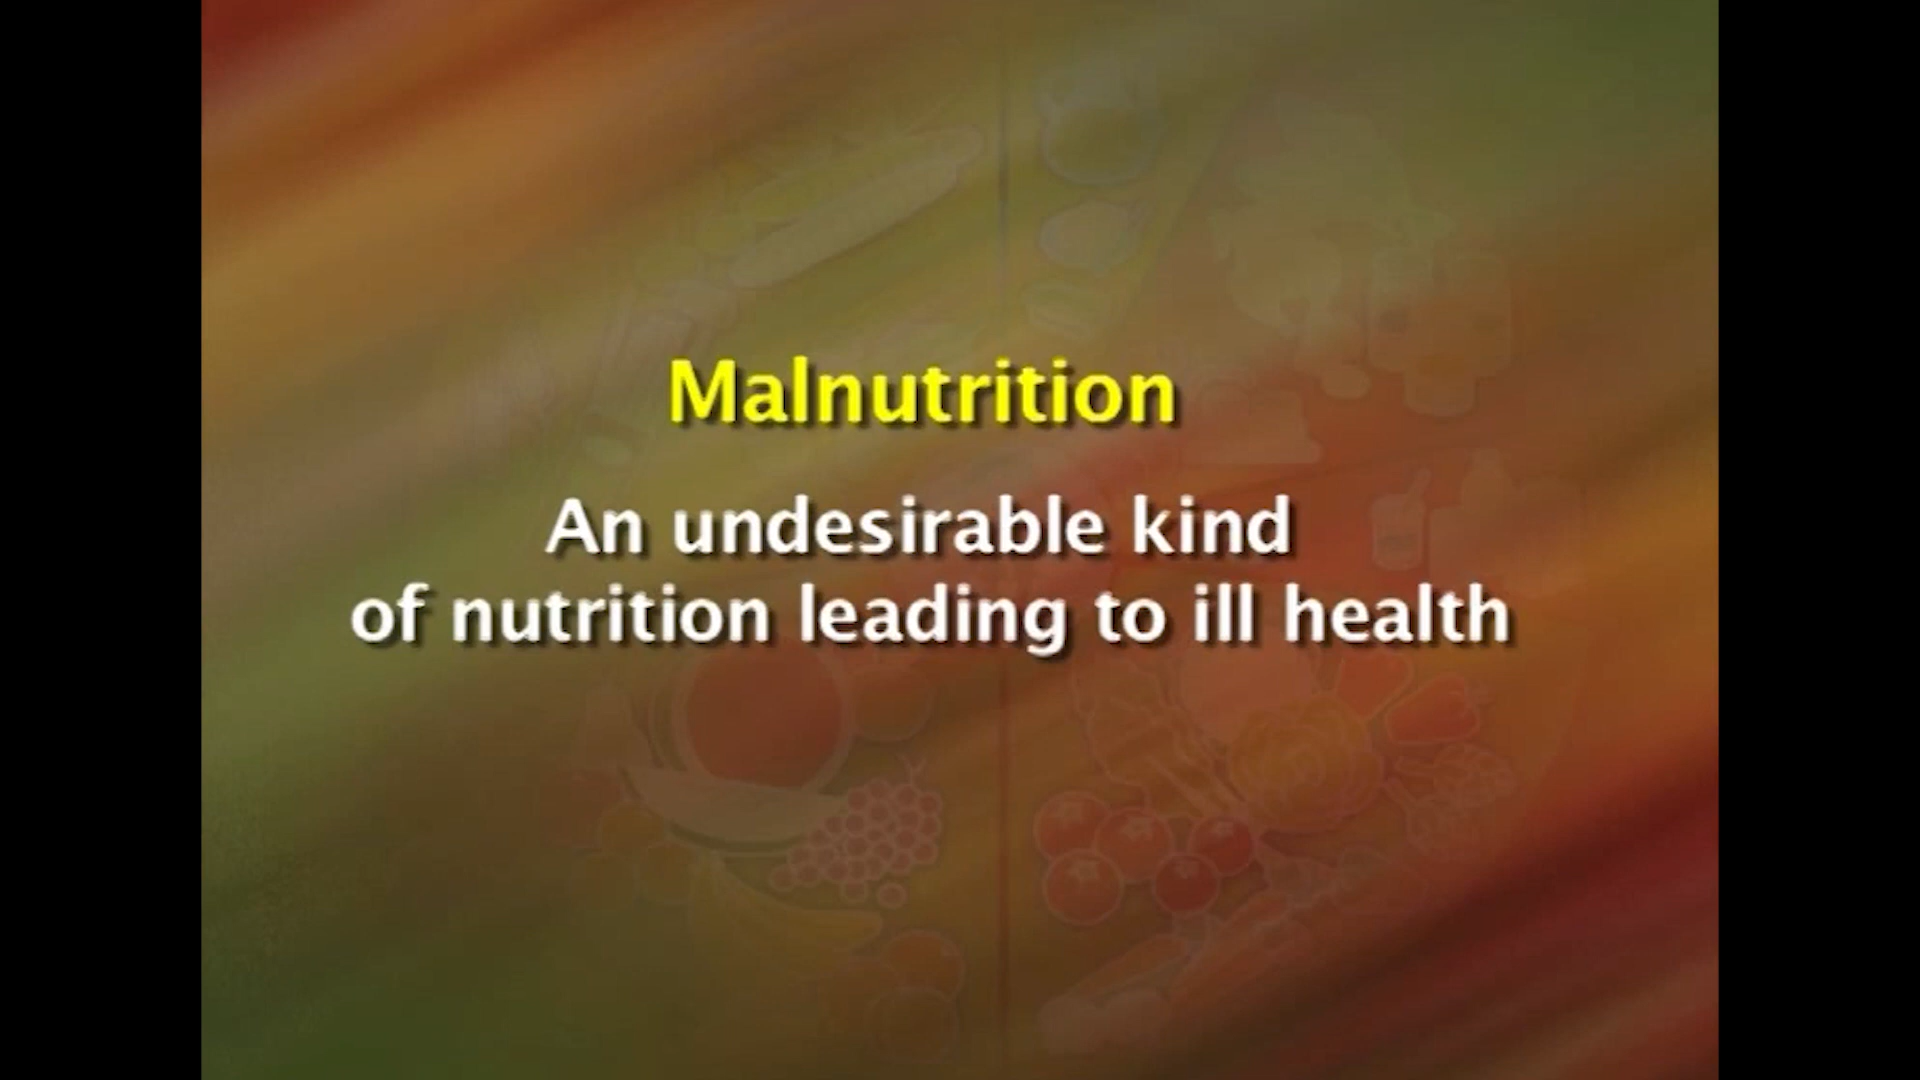 Malnutrition
An undesirable kind
of nutrition leading to ill health